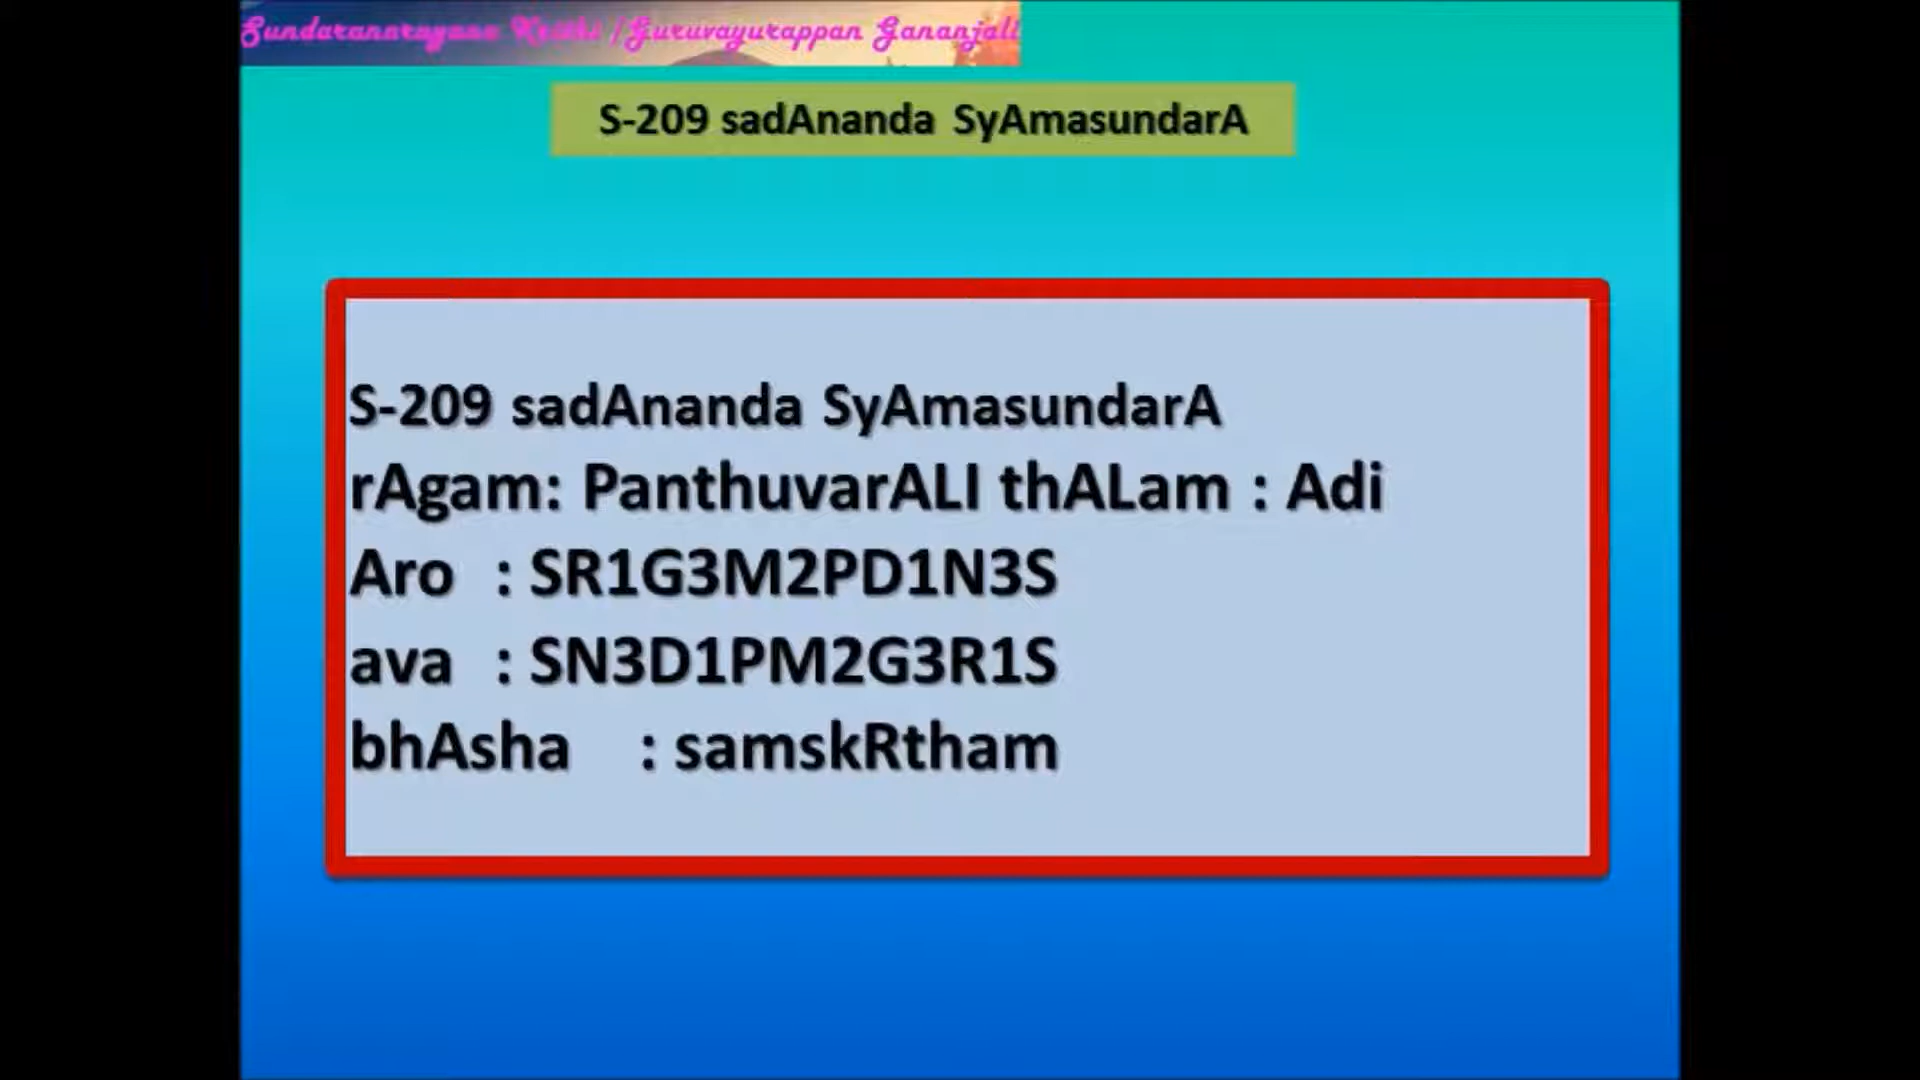 Sundaranarayana Krithi /Guruvayurappan Gananjali
S-209 sadAnanda SyAmasundarA
S-209 sadAnanda SyAmasundarA
rAgam: PanthuvarALI thALam : Adi
Aro : SR1G3M2PD1N3S
ava : SN3D1PM2G3R1S
bhAsha : samskRtham